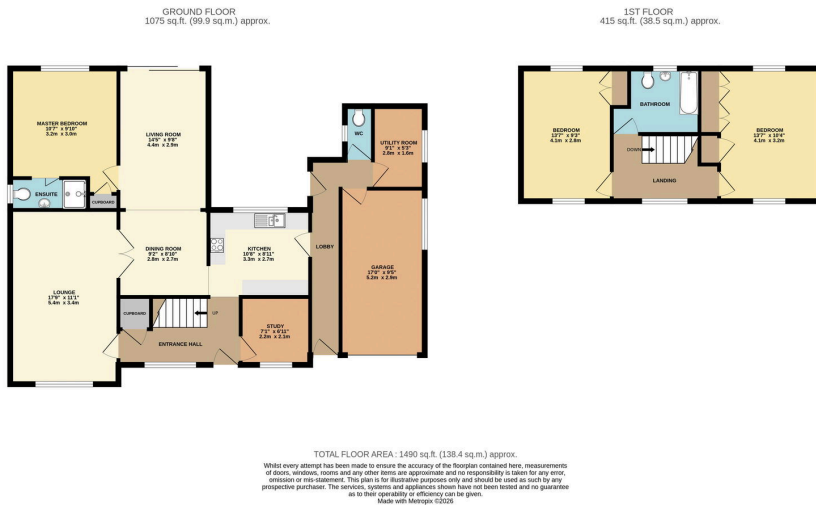 GROUND FLOOR
1075 sq.ft. (99.9 sq.m.) approx.
1ST FLOOR
415 sq.ft. (38.5 sq.m.) approx.
MASTER BEDROOM
10'7" x 9'10"
3.2m x 3.0m
LIVING ROOM
14'5" x 9'8"
4.4m x 2.9m
WC
UTILITY ROOM
9'1" x 5'3"
2.8m x 1.6m
ENSUITE
CUPBOARD
DINING ROOM
9'2" x 8'10"
2.8m x 2.7m
KITCHEN
10'8" x 8'11"
3.3m x 2.7m
LOBBY
GARAGE
17'0" x 9'5"
5.2m x 2.9m
LOUNGE
17'9" x 11'1"
5.4m x 3.4m
CUPBOARD
UP
STUDY
7'1" x 6'11"
2.2m x 2.1m
ENTRANCE HALL
BEDROOM
13'7" x 9'3"
4.1m x 2.8m
BATHROOM
BEDROOM
13'7" x 10'4"
4.1m x 3.2m
DOWN
LANDING
TOTAL FLOOR AREA : 1490 sq.ft. (138.4 sq.m.) approx.
Whilst every attempt has been made to ensure the accuracy of the floorplan contained here, measurements
of doors, windows, rooms and any other items are approximate and no responsibility is taken for any error,
omission or mis-statement. This plan is for illustrative purposes only and should be used as such by any
prospective purchaser. The services, systems and appliances shown have not been tested and no guarantee
as to their operability or efficiency can be given.
Made with Metropix ©2026